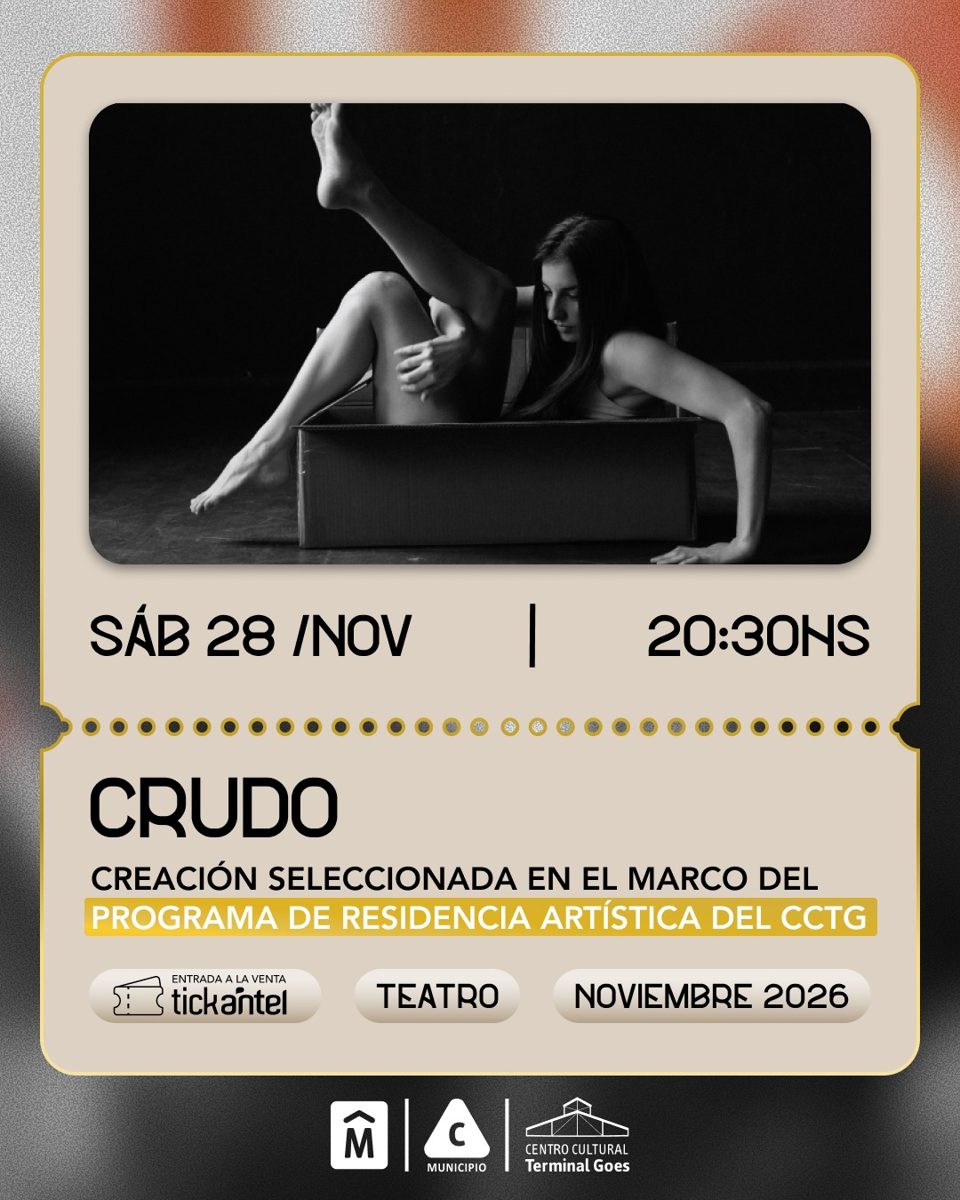 SÁB 28 /NOV | 20:30HS
CRUDO
CREACIÓN SELECCIONADA EN EL MARCO DEL
PROGRAMA DE RESIDENCIA ARTÍSTICA DEL CCTG
ENTRADA A LA VENTA
tickantel
TEATRO
NOVIEMBRE 2026
M
C
MUNICIPIO
CENTRO CULTURAL
Terminal Goes